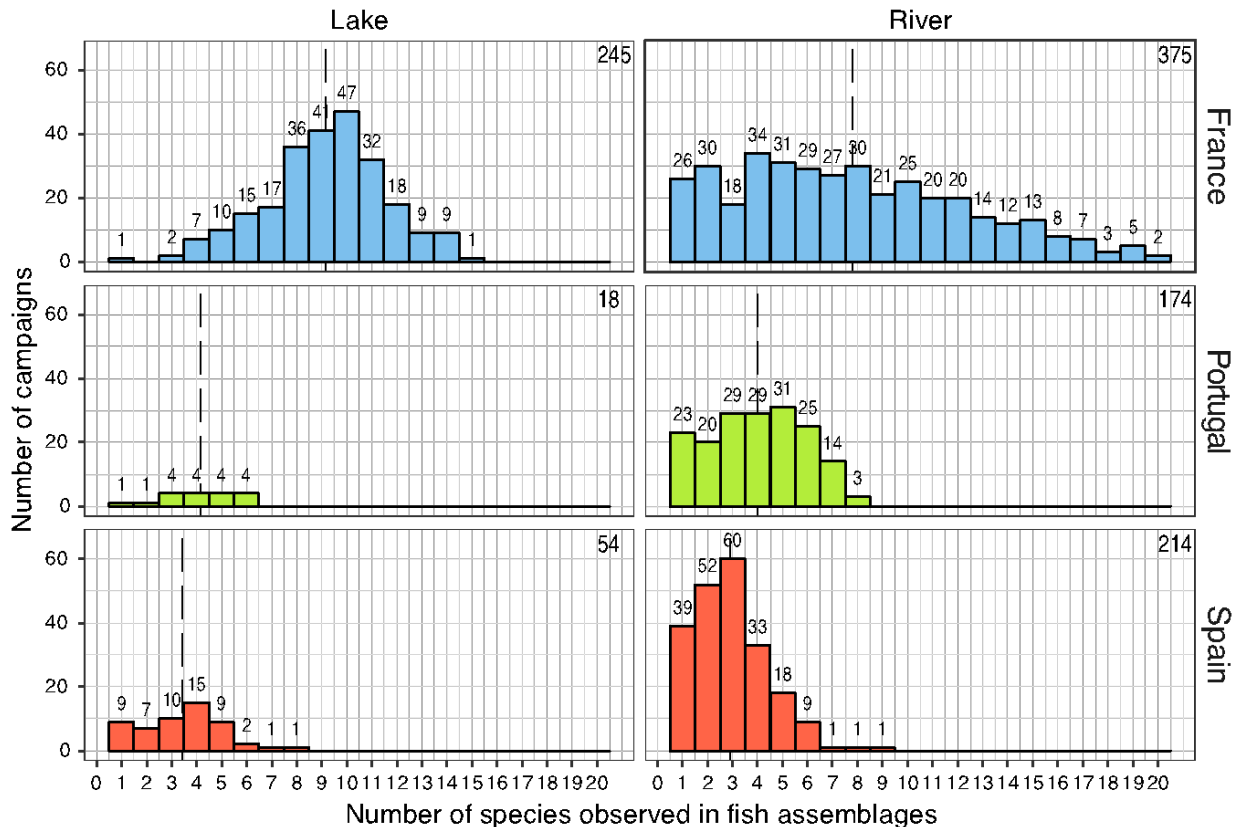 Lake River
245 375
60
40
20
0
1 2 7 10 15 17 36 41 47 32 18 9 9 1
26 30 18 34 31 29 27 30 21 25 20 20 14 12 13 8 7 3 5 2
France
18 174
60
40
20
0
1 1 4 4 4 4
23 20 29 29 31 25 14 3
Portugal
54 214
60
40
20
0
9 7 10 15 9 2 1 1
39 52 60 33 18 9 1 1 1
Spain
Number of campaigns
0 1 2 3 4 5 6 7 8 9 10 11 12 13 14 15 16 17 18 19 20 0 1 2 3 4 5 6 7 8 9 10 11 12 13 14 15 16 17 18 19 20
Number of species observed in fish assemblages